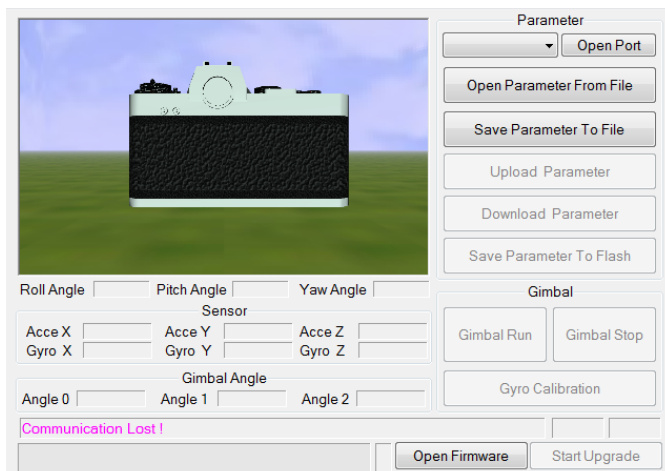 Parameter
Open Port
Open Parameter From File
Save Parameter To File
Upload Parameter
Download Parameter
Save Parameter To Flash
Roll Angle Pitch Angle Yaw Angle
Sensor
Acce X Acce Y Acce Z
Gyro X Gyro Y Gyro Z
Gimbal Angle
Angle 0 Angle 1 Angle 2
Gimbal
Gimbal Run Gimbal Stop
Gyro Calibration
Communication Lost !
Open Firmware Start Upgrade